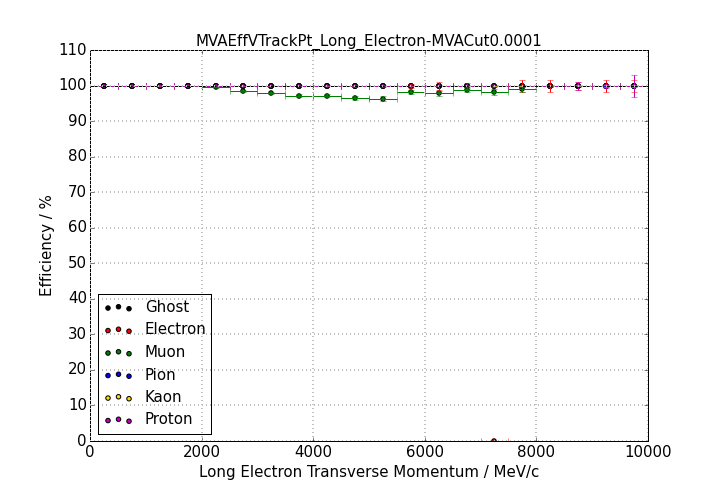 MVAEffVTrackPt_Long_Electron-MVACut0.0001
110
100
90
80
70
60
50
40
30
20
10
0
Efficiency / %
Ghost
Electron
Muon
Pion
Kaon
Proton
0 2000 4000 6000 8000 10000
Long Electron Transverse Momentum / MeV/c